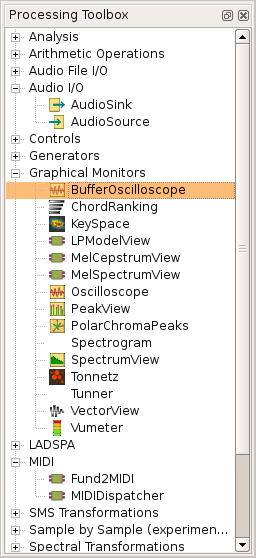 Processing Toolbox
Analysis
Arithmetic Operations
Audio File I/O
Audio I/O
AudioSink
AudioSource
Controls
Generators
Graphical Monitors
BufferOscilloscope
ChordRanking
KeySpace
LPModelView
MelCepstrumView
MelSpectrumView
Oscilloscope
PeakView
PolarChromaPeaks
Spectrogram
SpectrumView
Tonnetz
Tunner
VectorView
Vumeter
LADSPA
MIDI
Fund2MIDI
MIDIDispatcher
SMS Transformations
Sample by Sample (experimen...
Spectral Transformations